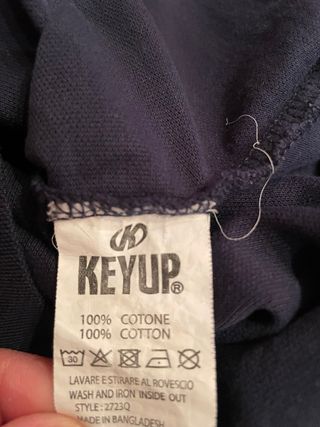 KEYUP®
100% COTONE
100% COTTON
30
LAVARE E STIRARE AL ROVESCIO
WASH AND IRON INSIDE OUT
STYLE : 2723Q
MADE IN BANGLADESH